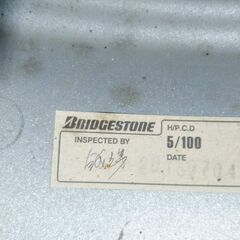 BRIDGESTONE
H/P.C.D
INSPECTED BY
5/100
DATE